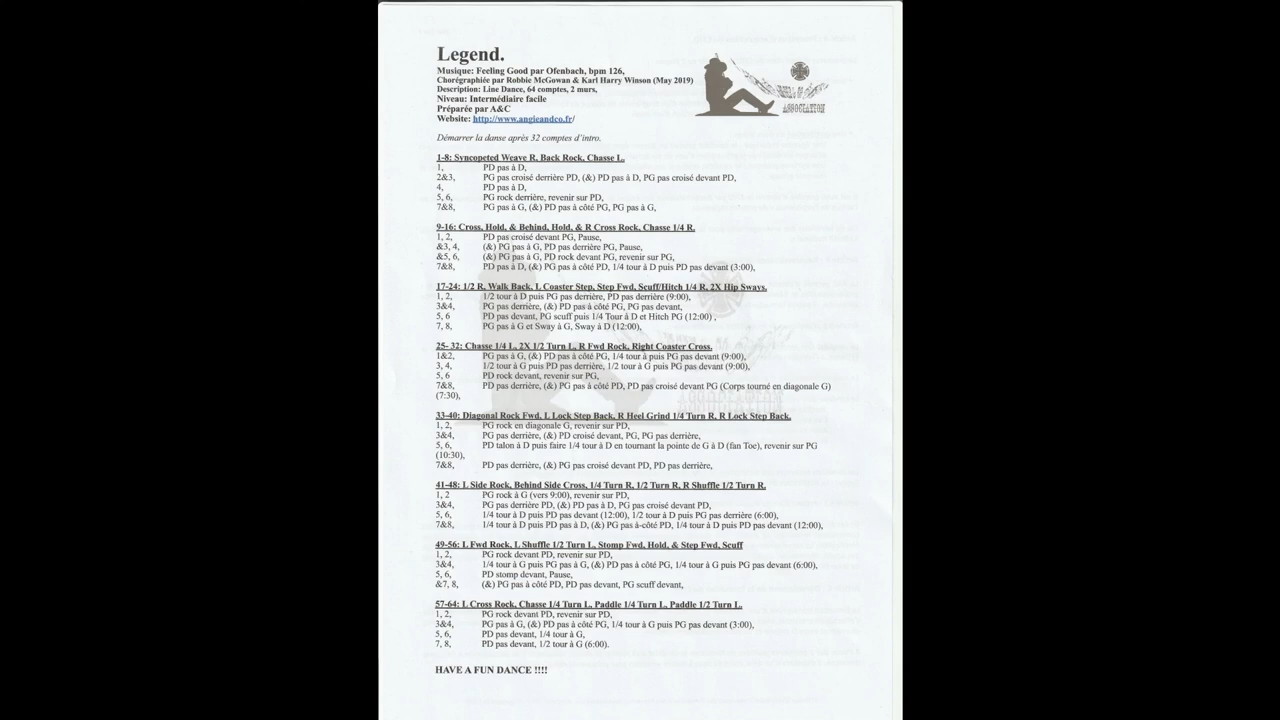 Legend.
Musique: Feeling Good par Ofenbach, bpm 126,
Chorégraphiée par Robbie McGowan & Karl Harry Winson (May 2019)
Description: Line Dance, 64 comptes, 2 murs,
Niveau: Intermédiaire facile
Préparée par A&C
Website: http://www.angieandco.fr/
ASSOCIATION
Démarrer la danse après 32 comptes d'intro.
1-8: Syncopeted Weave R, Back Rock, Chasse L.
1, PD pas à D,
2&3, PG pas croisé derrière PD, (&) PD pas à D, PG pas croisé devant PD,
4, PD pas à D,
5, 6, PG rock derrière, revenir sur PD,
7&8, PG pas à G, (&) PD pas à côté PG, PG pas à G,
9-16: Cross, Hold, & Behind, Hold, & R Cross Rock, Chasse 1/4 R.
1, 2, PD pas croisé devant PG, Pause,
&3, 4, (&) PG pas à G, PD pas derrière PG, Pause,
&5, 6, (&) PG pas à G, PD rock devant PG, revenir sur PG,
7&8, PD pas à D, (&) PG pas à côté PD, 1/4 tour à D puis PD pas devant (3:00),
17-24: 1/2 R, Walk Back, L Coaster Step, Step Fwd, Scuff/Hitch 1/4 R, 2X Hip Sways.
1, 2, 1/2 tour à D puis PG pas derrière, PD pas derrière (9:00),
3&4, PG pas derrière, (&) PD pas à côté PG, PG pas devant,
5, 6 PD pas devant, PG scuff puis 1/4 Tour à D et Hitch PG (12:00) ,
7, 8, PG pas à G et Sway à G, Sway à D (12:00),
25- 32: Chasse 1/4 L, 2X 1/2 Turn L, R Fwd Rock, Right Coaster Cross.
1&2, PG pas à G, (&) PD pas à côté PG, 1/4 tour à puis PG pas devant (9:00),
3, 4, 1/2 tour à G puis PD pas derrière, 1/2 tour à G puis PG pas devant (9:00),
5, 6 PD rock devant, revenir sur PG,
7&8, PD pas derrière, (&) PG pas à côté PD, PD pas croisé devant PG (Corps tourné en diagonale G)
(7:30),
33-40: Diagonal Rock Fwd, L Lock Step Back, R Heel Grind 1/4 Turn R, R Lock Step Back.
1, 2, PG rock en diagonale G, revenir sur PD,
3&4, PG pas derrière, (&) PD croisé devant, PG, PG pas derrière,
5, 6, PD talon à D puis faire 1/4 tour à D en tournant la pointe de G à D (fan Toe), revenir sur PG
(10:30),
7&8, PD pas derrière, (&) PG pas croisé devant PD, PD pas derrière,
41-48: L Side Rock, Behind Side Cross, 1/4 Turn R, 1/2 Turn R, R Shuffle 1/2 Turn R.
1, 2 PG rock à G (vers 9:00), revenir sur PD,
3&4, PG pas derrière PD, (&) PD pas à D, PG pas croisé devant PD,
5, 6, 1/4 tour à D puis PD pas devant (12:00), 1/2 tour à D puis PG pas derrière (6:00),
7&8, 1/4 tour à D puis PD pas à D, (&) PG pas à-côté PD, 1/4 tour à D puis PD pas devant (12:00),
49-56: L Fwd Rock, L Shuffle 1/2 Turn L, Stomp Fwd, Hold, & Step Fwd, Scuff
1, 2, PG rock devant PD, revenir sur PD,
3&4, 1/4 tour à G puis PG pas à G, (&) PD pas à côté PG, 1/4 tour à G puis PG pas devant (6:00),
5, 6, PD stomp devant, Pause,
&7, 8, (&) PG pas à côté PD, PD pas devant, PG scuff devant,
57-64: L Cross Rock, Chasse 1/4 Turn L, Paddle 1/4 Turn L, Paddle 1/2 Turn L.
1, 2, PG rock devant PD, revenir sur PD,
3&4, PG pas à G, (&) PD pas à côté PG, 1/4 tour à G puis PG pas devant (3:00),
5, 6, PD pas devant, 1/4 tour à G,
7, 8, PD pas devant, 1/2 tour à G (6:00).
HAVE A FUN DANCE !!!!